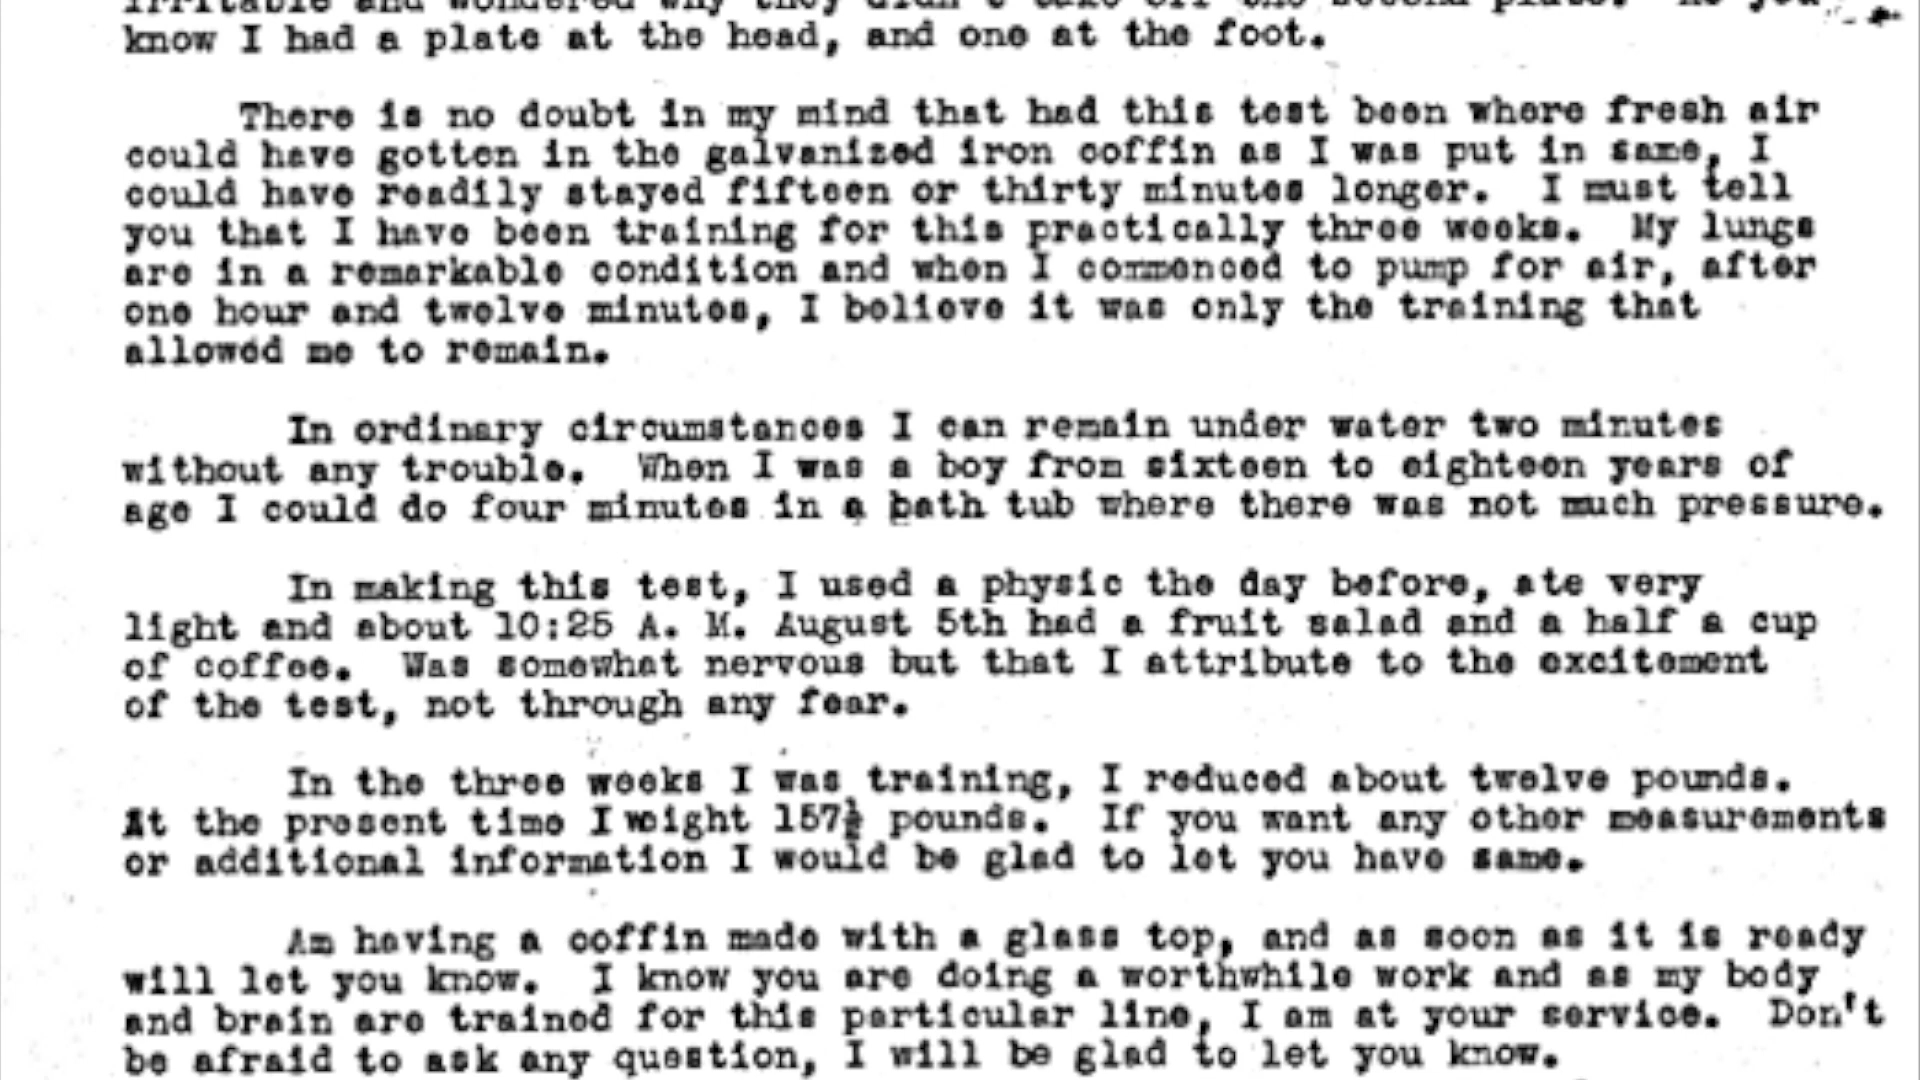 irritable and wondered why they didn't take off the second plate. As you
know I had a plate at the head, and one at the foot.
There is no doubt in my mind that had this test been where fresh air
could have gotten in the galvanized iron coffin as I was put in same, I
could have readily stayed fifteen or thirty minutes longer. I must tell
you that I have been training for this practically three weeks. My lungs
are in a remarkable condition and when I commenced to pump for air, after
one hour and twelve minutes, I believe it was only the training that
allowed me to remain.
In ordinary circumstances I can remain under water two minutes
without any trouble. When I was a boy from sixteen to eighteen years of
age I could do four minutes in a bath tub where there was not much pressure.
In making this test, I used a physic the day before, ate very
light and about 10:25 A. M. August 5th had a fruit salad and a half a cup
of coffee. Was somewhat nervous but that I attribute to the excitement
of the test, not through any fear.
In the three weeks I was training, I reduced about twelve pounds.
At the present time I weight 157½ pounds. If you want any other measurements
or additional information I would be glad to let you have same.
Am having a coffin made with a glass top, and as soon as it is ready
will let you know. I know you are doing a worthwhile work and as my body
and brain are trained for this particular line, I am at your service. Don't
be afraid to ask any question, I will be glad to let you know.